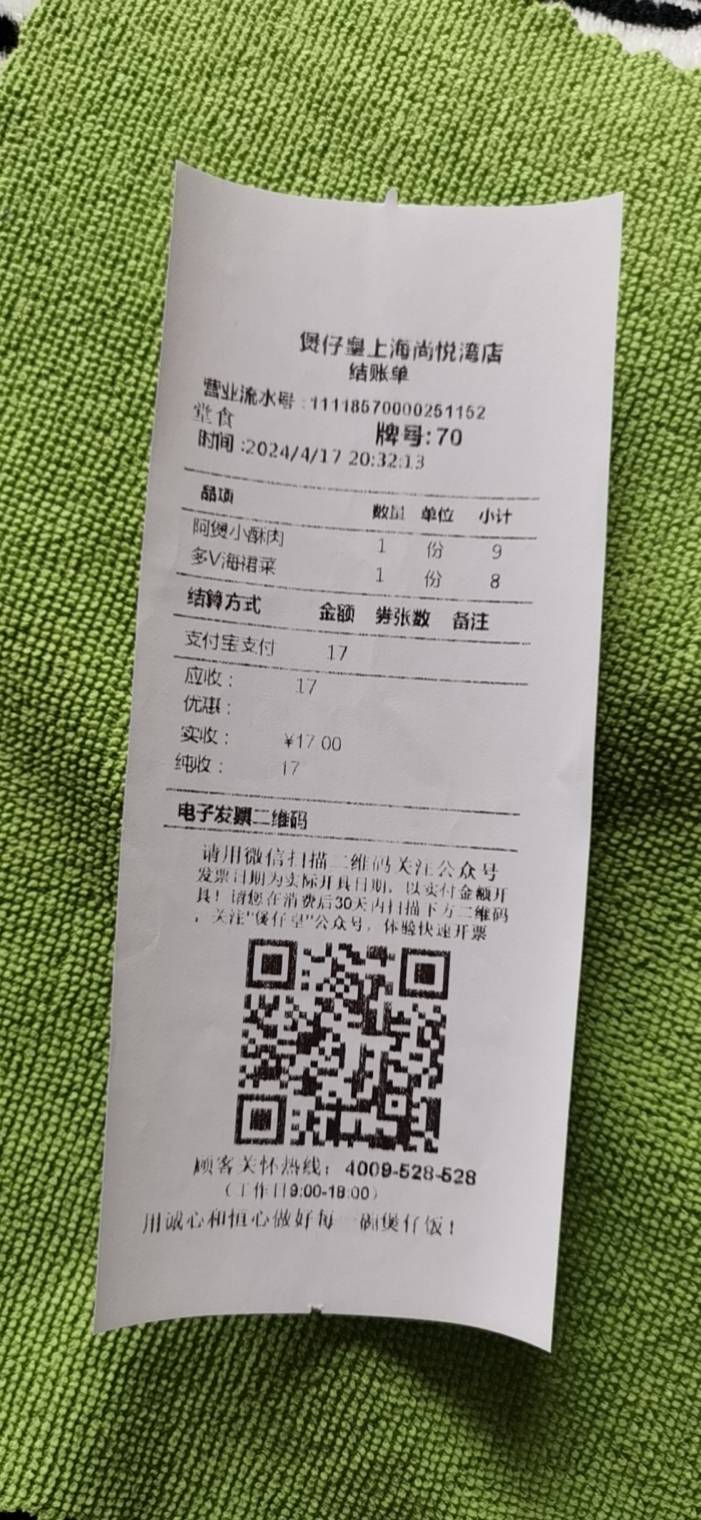 煲仔皇上海尚悦湾店
结账单
营业流水号:11118570000251152
堂食 牌号:70
时间:2024/4/17 20:32:13
品项 数量 单位 小计
阿煲小酥肉 1 份 9
多V海裙菜 1 份 8
结算方式 金额 券张数 备注
支付宝支付 17
应收: 17
优惠:
实收: ¥17.00
纯收: 17
电子发票二维码
请用微信扫描二维码关注公众号
发票日期为实际开具日期，以实付金额开
具！请您在消费后30天内扫描下方二维码
，关注"煲仔皇"公众号，体验快速开票
顾客关怀热线：4009-528-528
（工作日9:00-18:00）
用诚心和恒心做好每一碗煲仔饭！